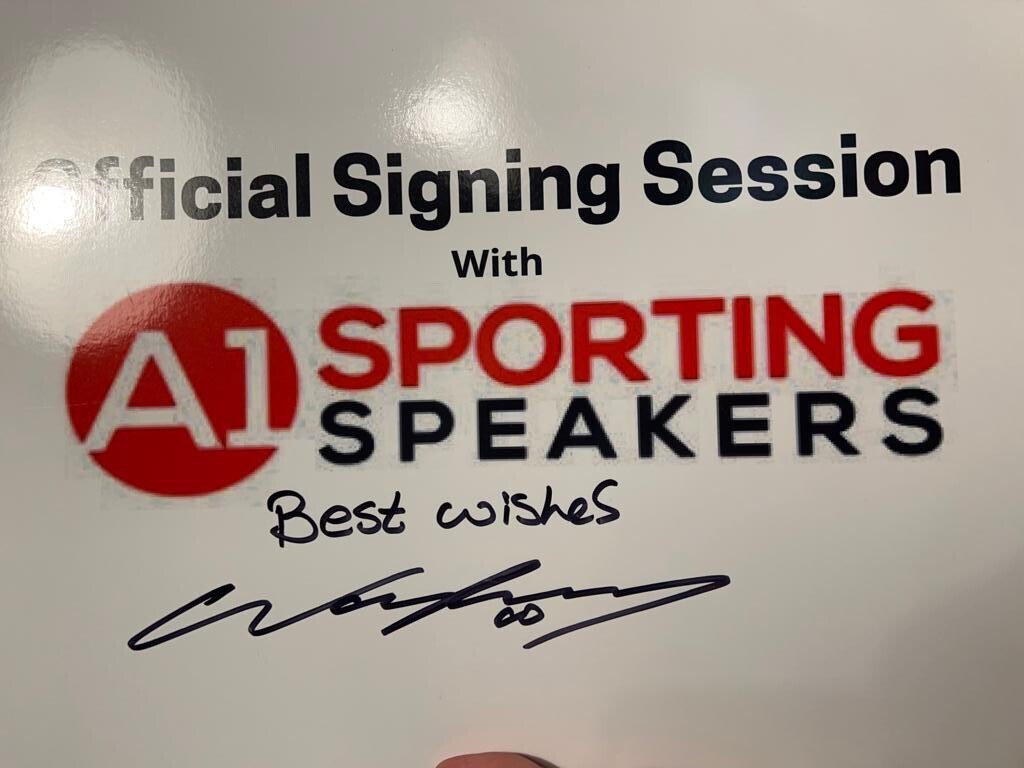 Official Signing Session
With
A1 SPORTING
SPEAKERS
Best wishes